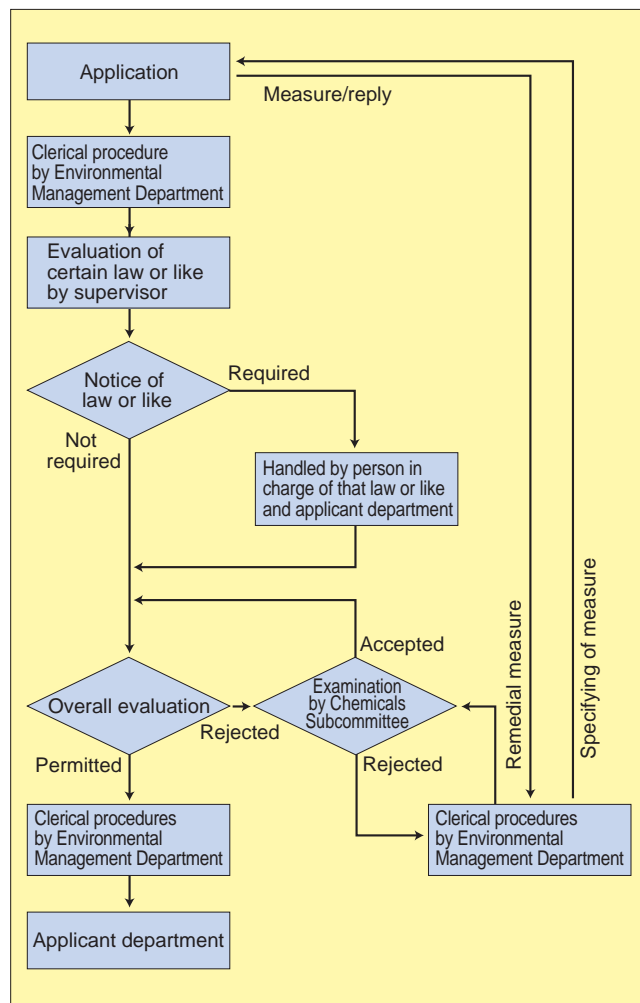 Application
Measure/reply
Clerical procedure
by Environmental
Management Department
Evaluation of
certain law or like
by supervisor
Notice of
law or like
Required
Not
required
Handled by person in
charge of that law or like
and applicant department
Accepted
Overall evaluation
Rejected
Examination
by Chemicals
Subcommittee
Rejected
Remedial measure
Specifying of measure
Permitted
Clerical procedures
by Environmental
Management Department
Clerical procedures
by Environmental
Management Department
Applicant department